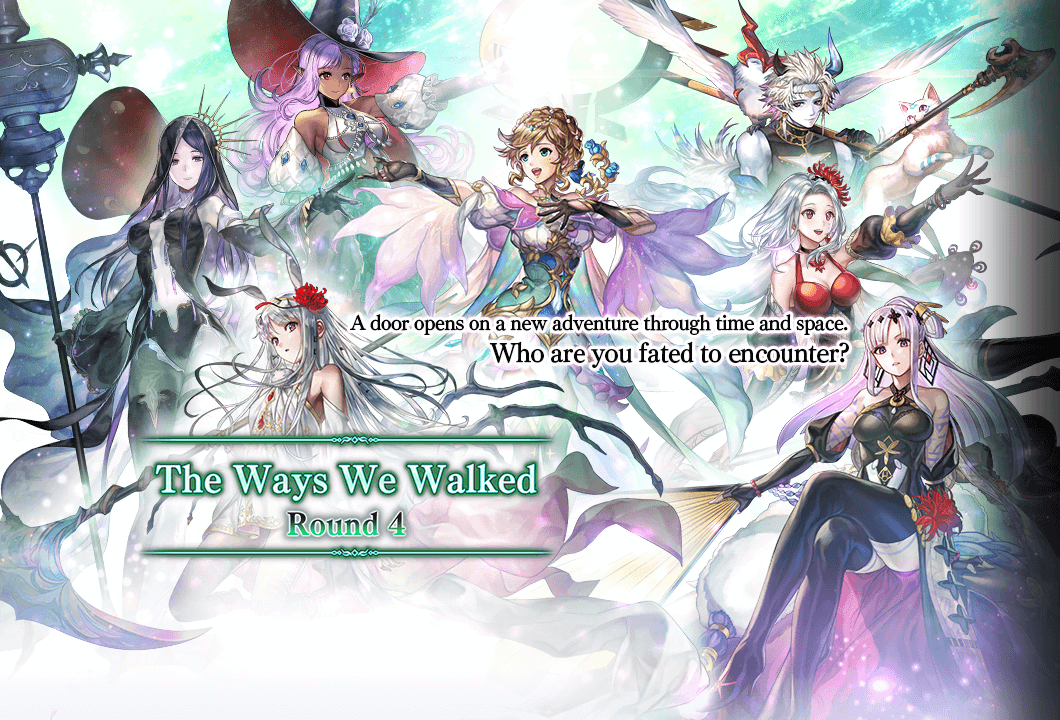 A door opens on a new adventure through time and space.
Who are you fated to encounter?
The Ways We Walked
Round 4